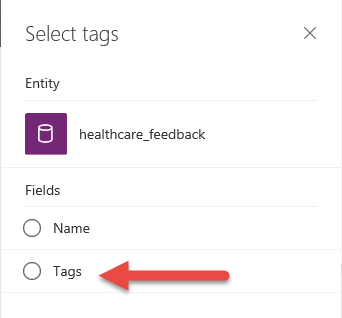 Select tags
Entity
healthcare_feedback
Fields
Name
Tags